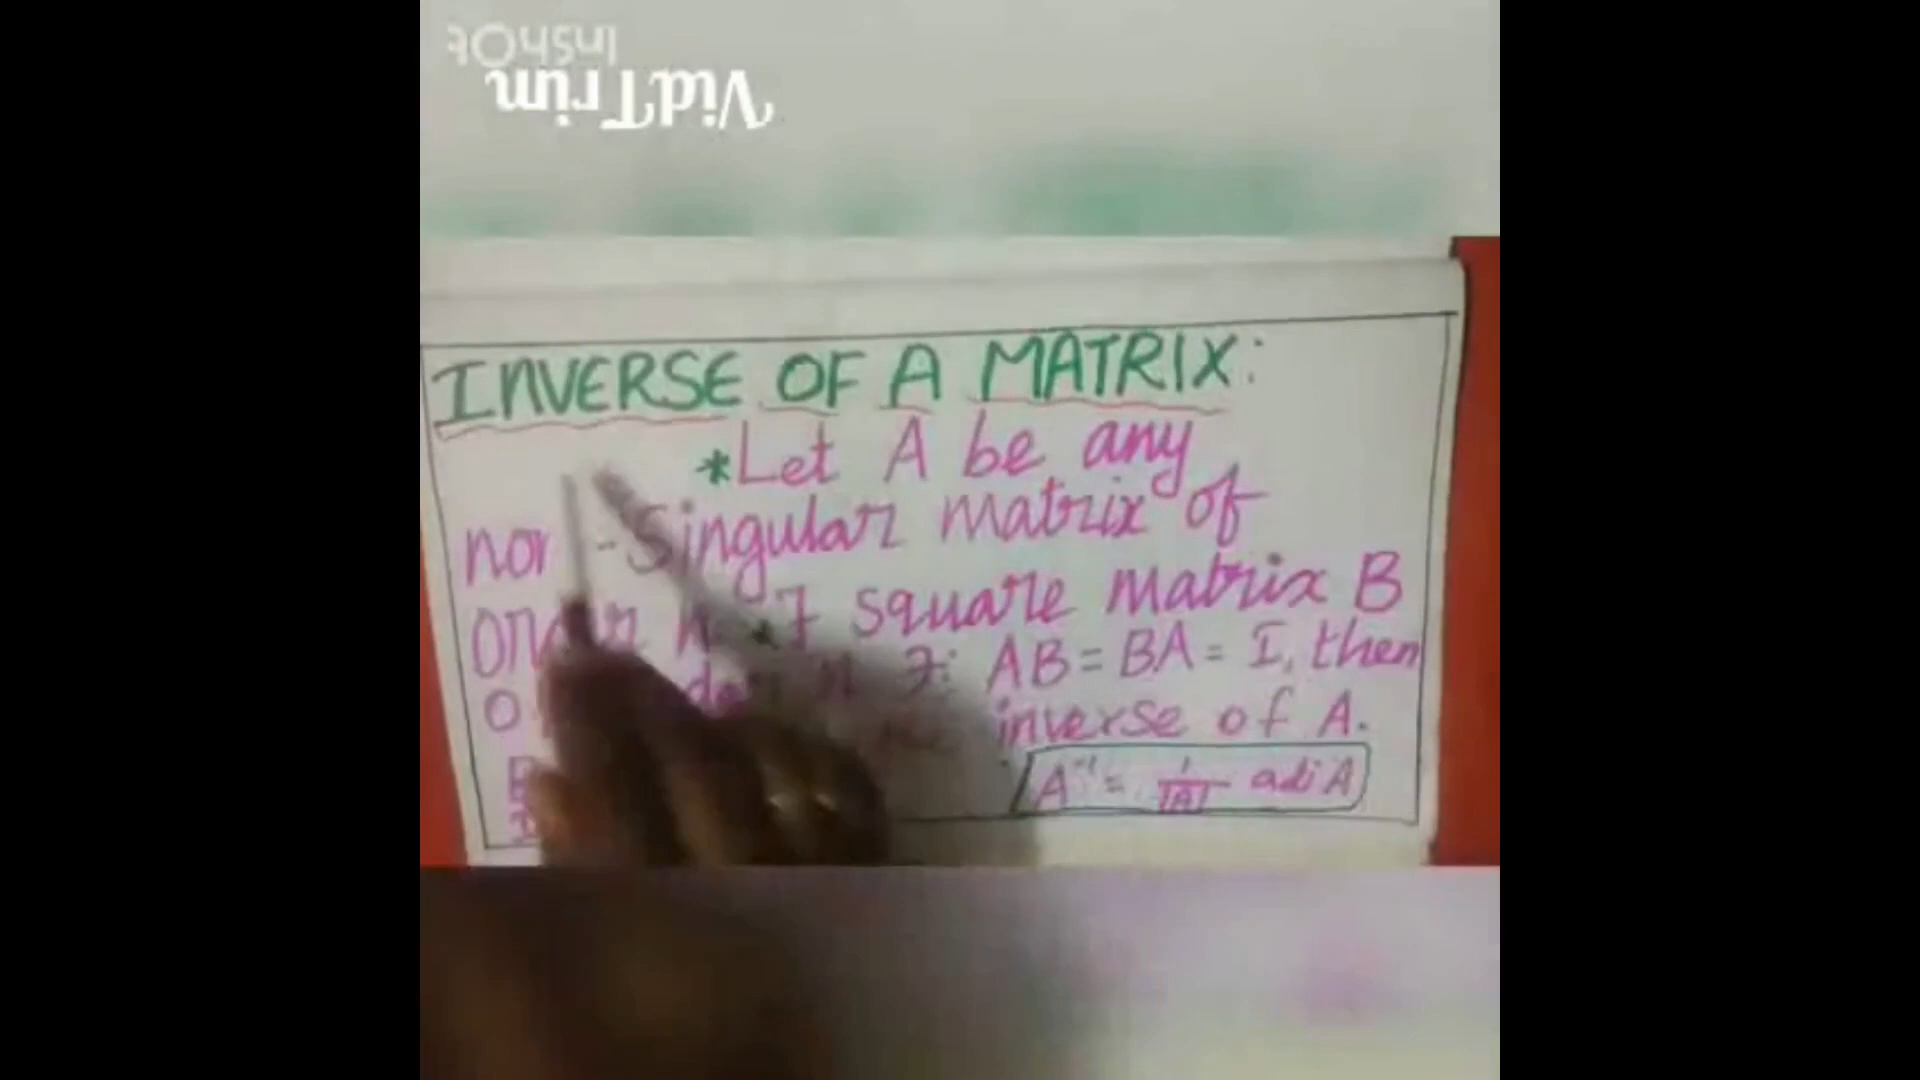 InShot
VidTrim
INVERSE OF A MATRIX:
*Let A be any
non-Singular matrix of
order n. square matrix B
AB = BA = I, then
inverse of A.
A⁻¹ = 1/|A| adj A